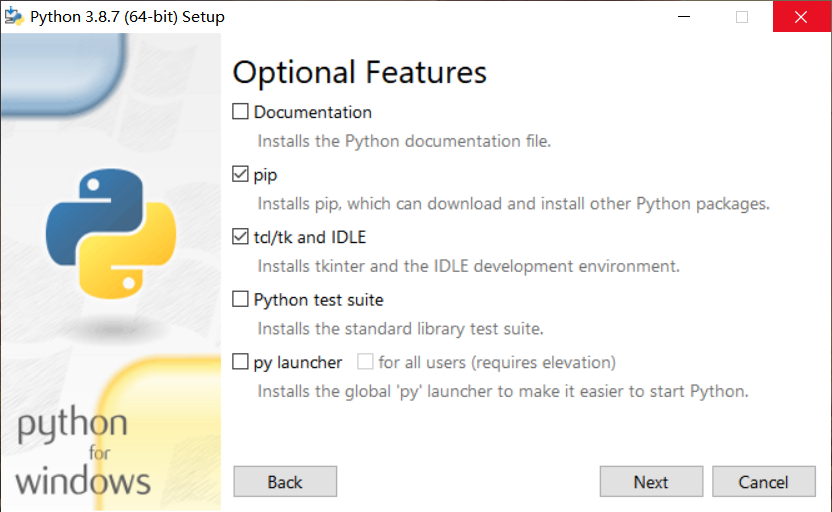 Python 3.8.7 (64-bit) Setup
Optional Features
Documentation
Installs the Python documentation file.
pip
Installs pip, which can download and install other Python packages.
tcl/tk and IDLE
Installs tkinter and the IDLE development environment.
Python test suite
Installs the standard library test suite.
py launcher for all users (requires elevation)
Installs the global 'py' launcher to make it easier to start Python.
python
for
windows
Back Next Cancel